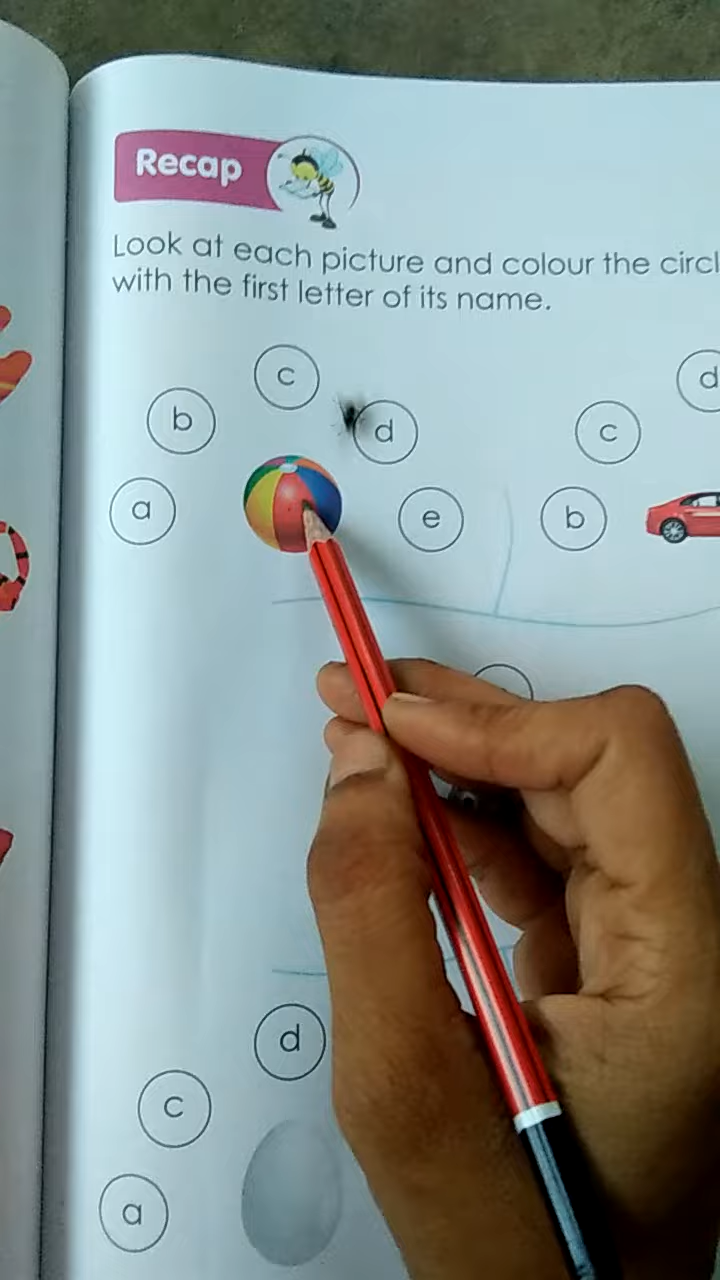 Recap
Look at each picture and colour the circl
with the first letter of its name.
c
d
b
d
c
a
e
b
d
c
a